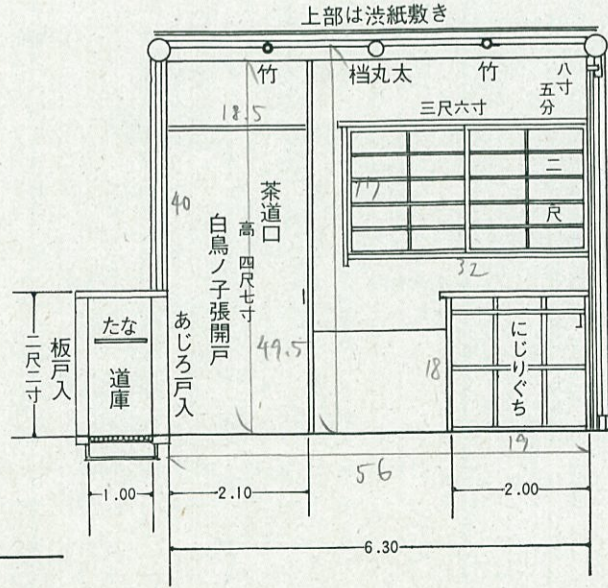 上部は渋紙敷き
竹
档丸太
竹
八寸五分
三尺六寸
18.5
二尺
77
茶道口
高 四尺七寸
白鳥ノ子張開戸
40
32
49.5
あじろ戸入
たな
道庫
板戸入
二尺二寸
にじりぐち
18
19
56
1.00
2.10
2.00
6.30